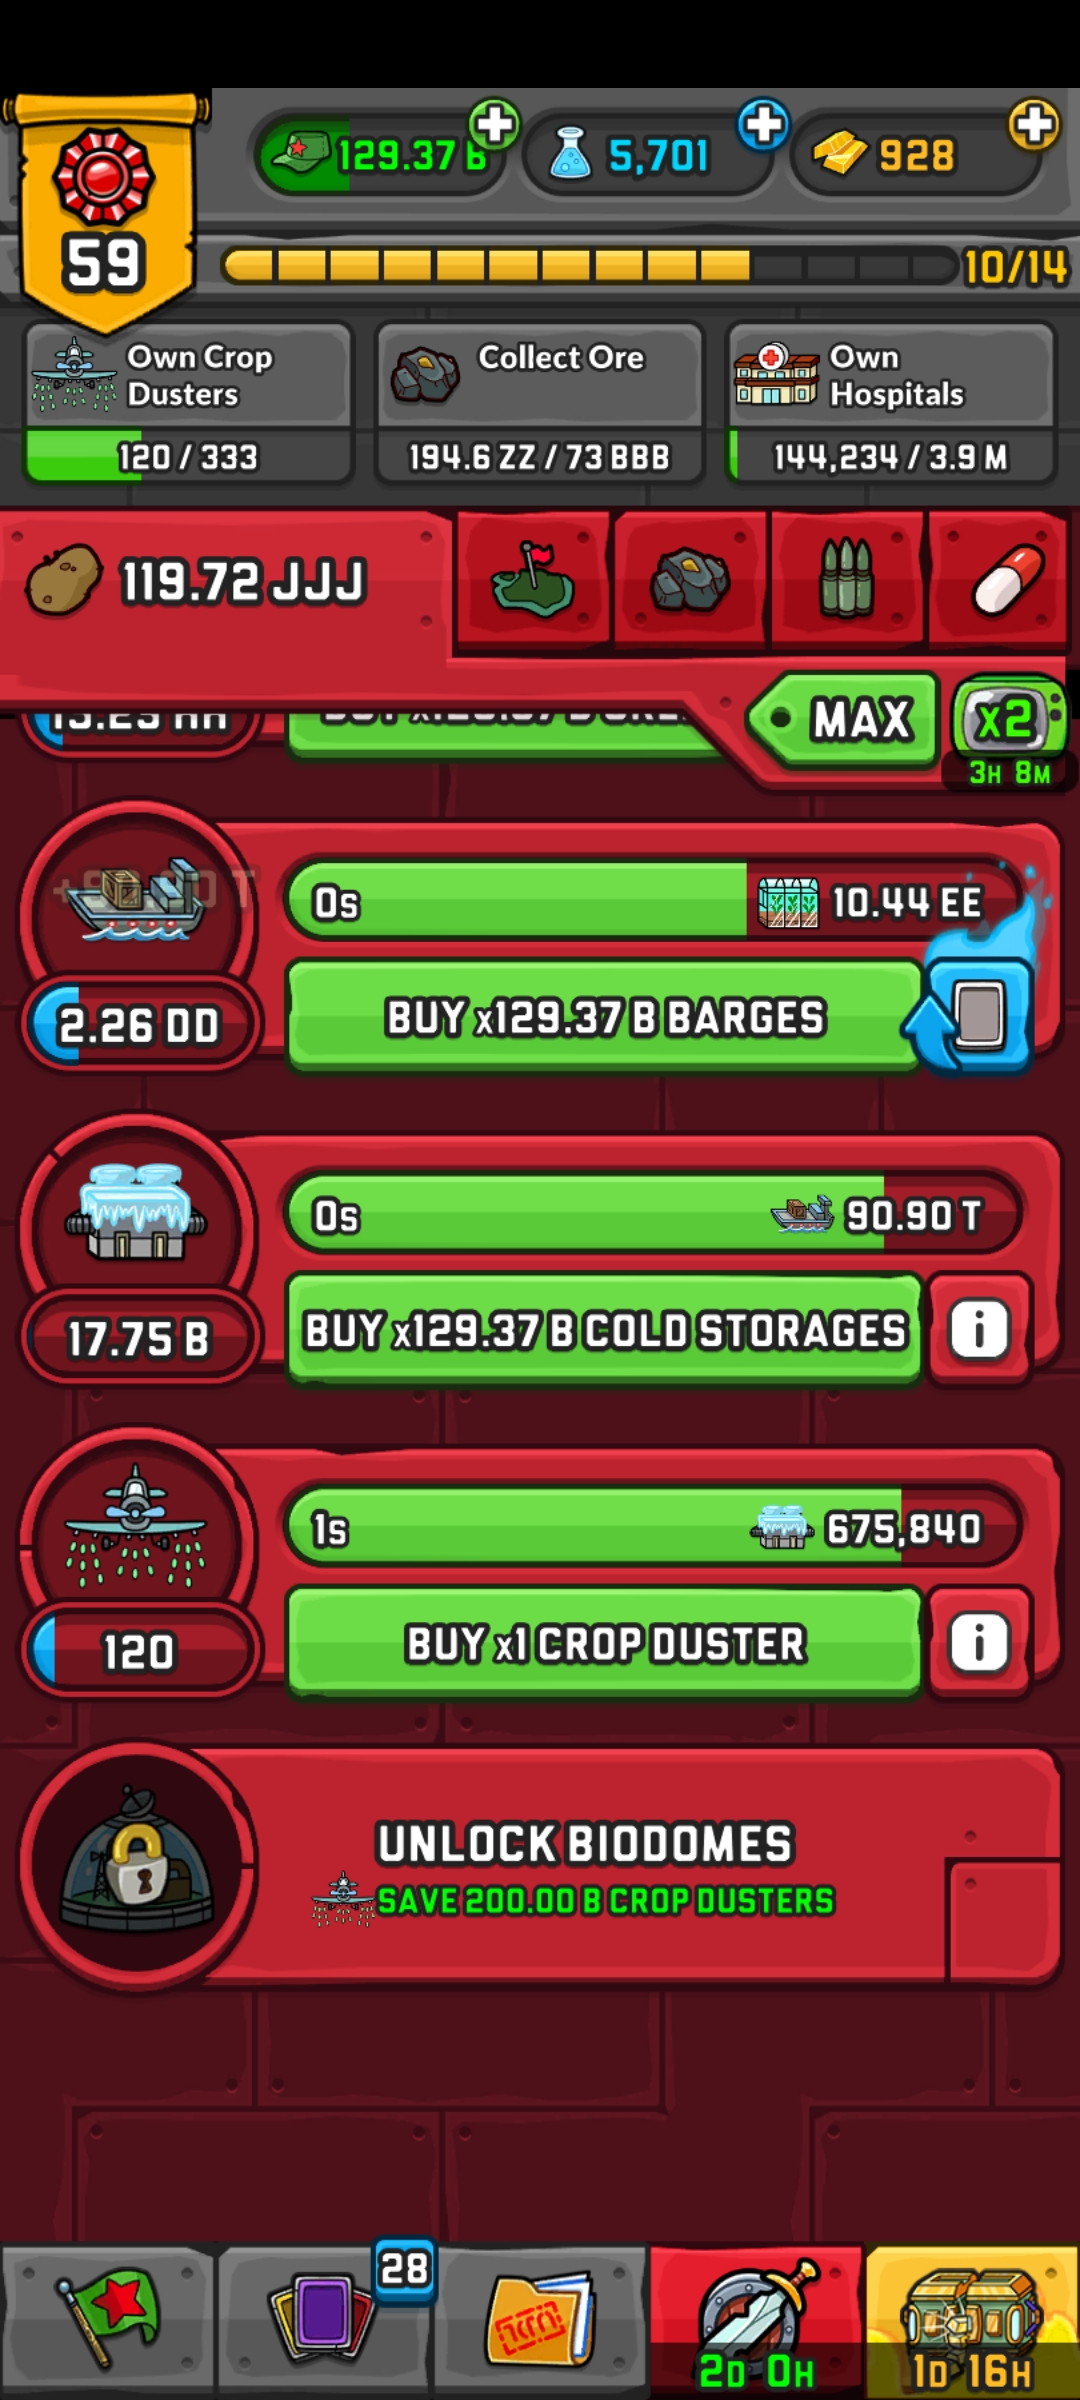 129.37 B
5,701
928
59
10/14
Own Crop
Dusters
120 / 333
Collect Ore
194.6 ZZ / 73 BBB
Own
Hospitals
144,234 / 3.9 M
119.72 JJJ
MAX
x2
3H 8M
0s
10.44 EE
2.26 DD
BUY x129.37 B BARGES
0s
90.90 T
17.75 B
BUY x129.37 B COLD STORAGES
i
1s
675,840
120
BUY x1 CROP DUSTER
i
UNLOCK BIODOMES
SAVE 200.00 B CROP DUSTERS
28
2D 0H
1D 16H